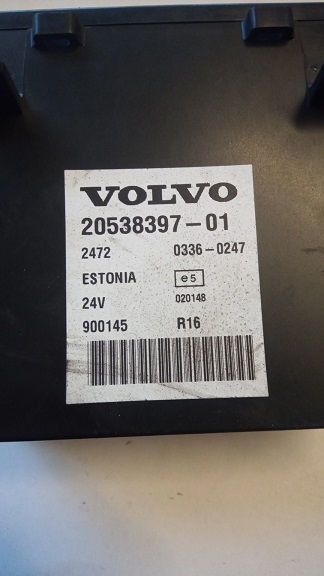 VOLVO
20538397-01
2472 0336-0247
ESTONIA e5
24V 020148
900145 R16